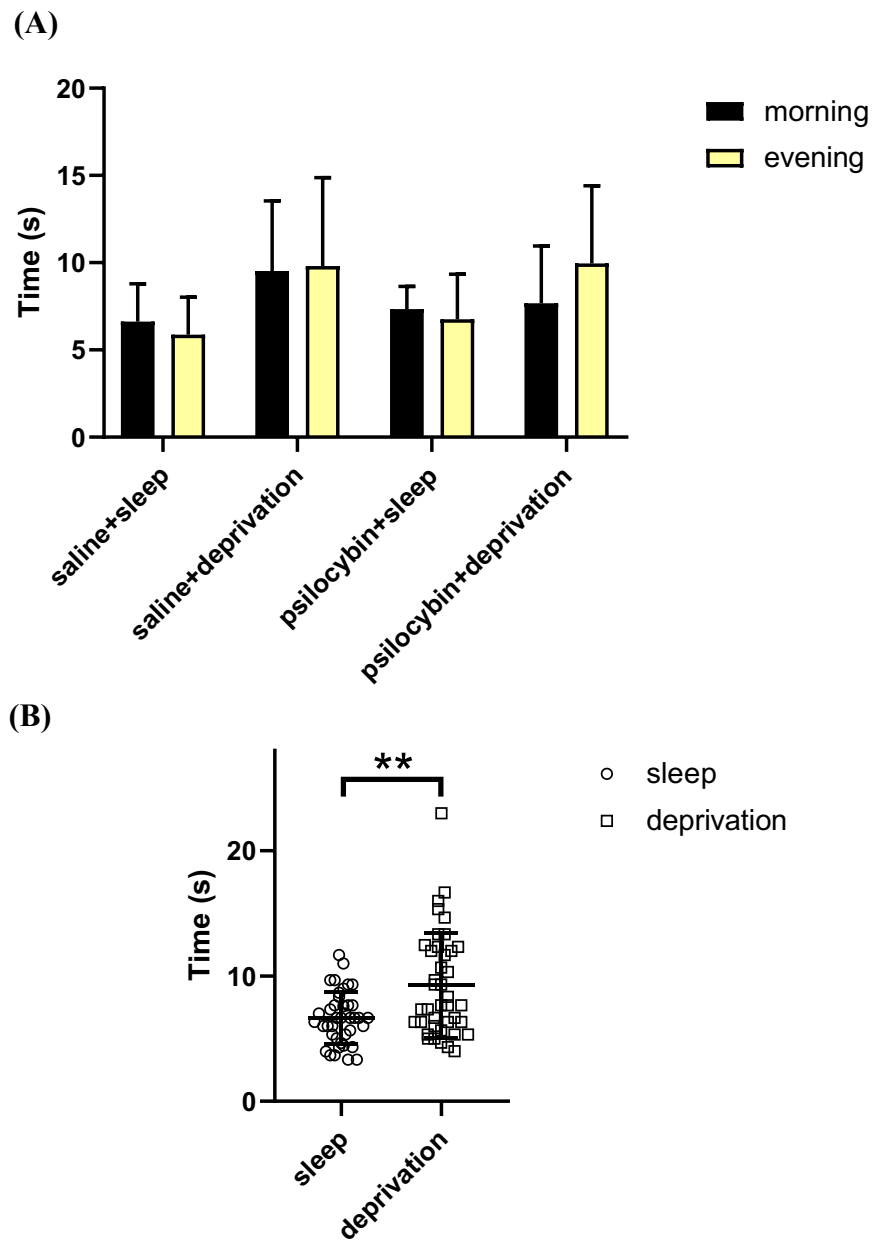 (A)
20
15
10
5
0
Time (s)
morning
evening
saline+sleep
saline+deprivation
psilocybin+sleep
psilocybin+deprivation
(B)
**
20
10
0
Time (s)
sleep
deprivation
sleep
deprivation